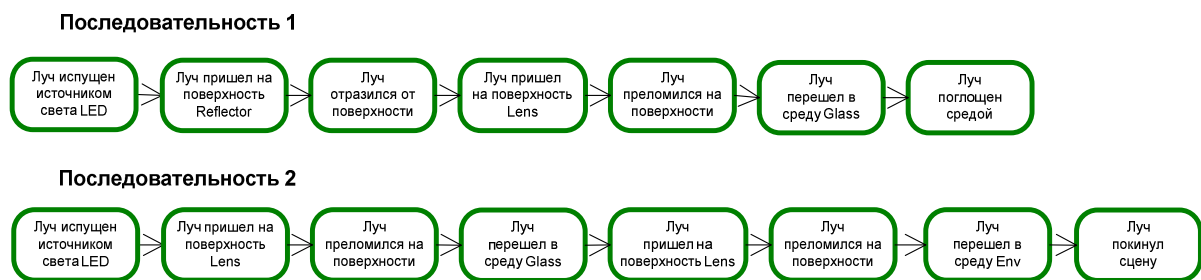 Последовательность 1
Луч испущен
источником
света LED
Луч пришел на
поверхность
Reflector
Луч
отразился от
поверхности
Луч пришел
на поверхность
Lens
Луч
преломился на
поверхности
Луч
перешел в
среду Glass
Луч
поглощен
средой
Последовательность 2
Луч испущен
источником
света LED
Луч пришел на
поверхность
Lens
Луч
преломился на
поверхности
Луч
перешел в
среду Glass
Луч
пришел на
поверхность Lens
Луч
преломился на
поверхности
Луч
перешел в
среду Env
Луч
покинул
сцену